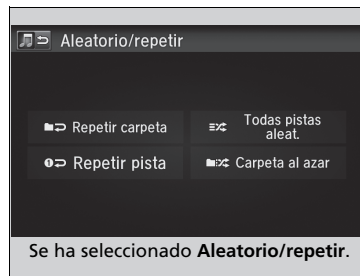 Aleatorio/repetir
Repetir carpeta
Todas pistas
aleat.
Repetir pista
Carpeta al azar
Se ha seleccionado Aleatorio/repetir.